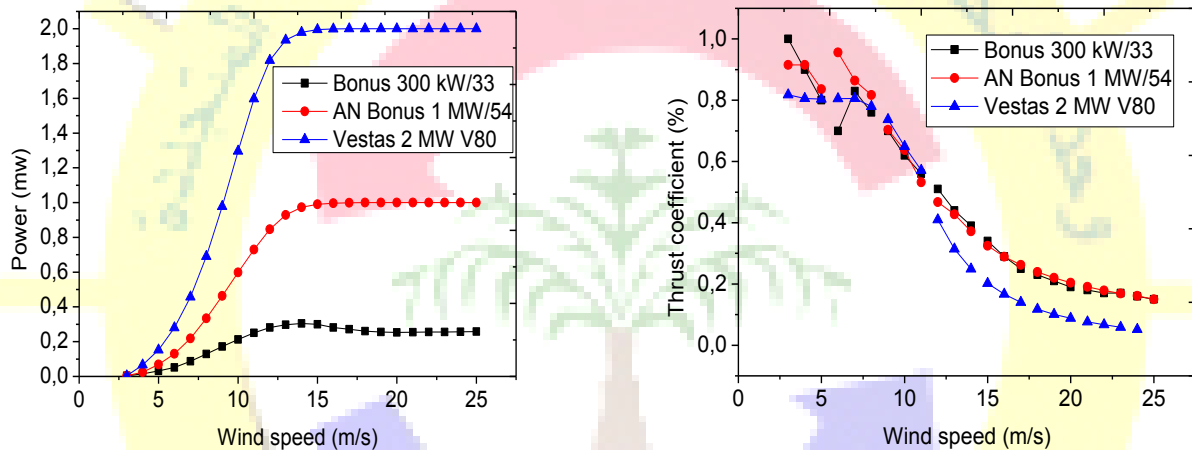 2,0
1,8
1,6
1,4
1,2
1,0
0,8
0,6
0,4
0,2
0,0
Power (mw)
Bonus 300 kW/33
AN Bonus 1 MW/54
Vestas 2 MW V80
0 5 10 15 20 25
Wind speed (m/s)
1,0
0,8
0,6
0,4
0,2
0,0
Thrust coefficient (%)
Bonus 300 kW/33
AN Bonus 1 MW/54
Vestas 2 MW V80
0 5 10 15 20 25
Wind speed (m/s)